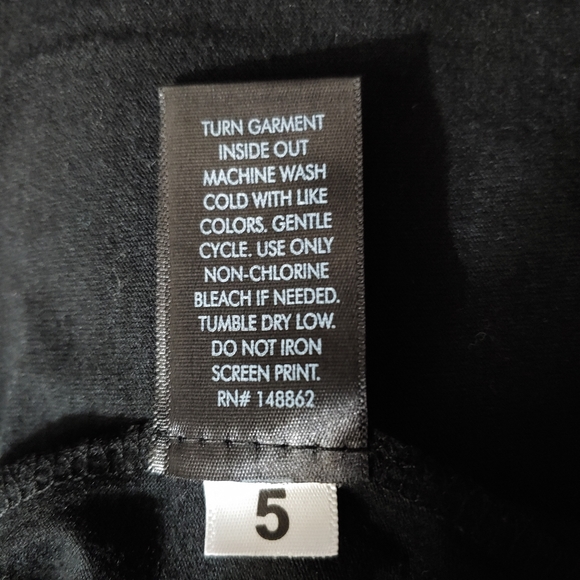 TURN GARMENT
INSIDE OUT
MACHINE WASH
COLD WITH LIKE
COLORS. GENTLE
CYCLE. USE ONLY
NON-CHLORINE
BLEACH IF NEEDED.
TUMBLE DRY LOW.
DO NOT IRON
SCREEN PRINT.
RN# 148862
5